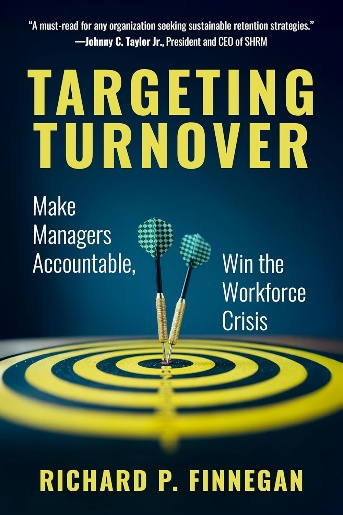 "A must-read for any organization seeking sustainable retention strategies."
—Johnny C. Taylor Jr., President and CEO of SHRM
TARGETING
TURNOVER
Make
Managers
Accountable,
Win the
Workforce
Crisis
RICHARD P. FINNEGAN